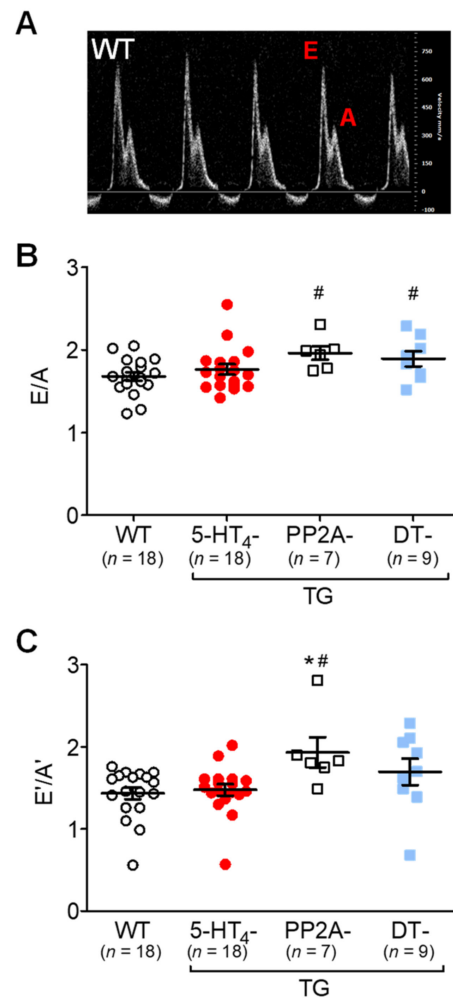 A
WT
E
A
750
600
450
300
150
0
-100
Velocity mm/s
B
3
2
1
0
E/A
# #
WT 5-HT4- PP2A- DT-
(n = 18) (n = 18) (n = 7) (n = 9)
TG
C
3
2
1
0
E'/A'
*#
WT 5-HT4- PP2A- DT-
(n = 18) (n = 18) (n = 7) (n = 9)
TG